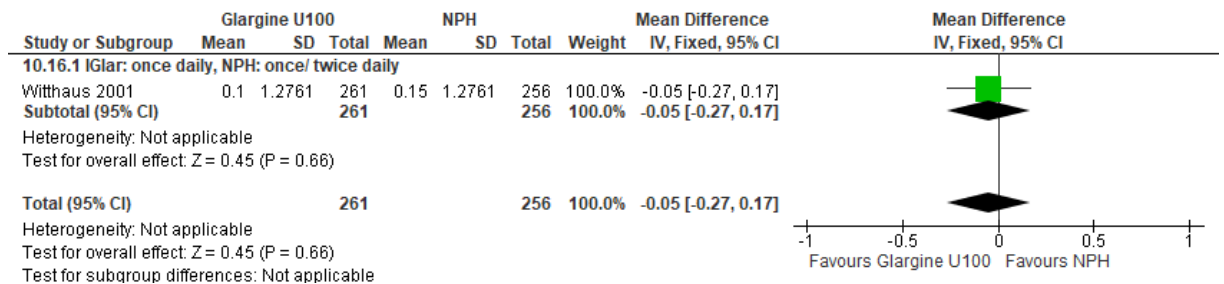 Glargine U100 NPH Mean Difference Mean Difference
Study or Subgroup Mean SD Total Mean SD Total Weight IV, Fixed, 95% CI IV, Fixed, 95% CI
10.16.1 IGlar: once daily, NPH: once/ twice daily
Witthaus 2001 0.1 1.2761 261 0.15 1.2761 256 100.0% -0.05 [-0.27, 0.17]
Subtotal (95% CI) 261 256 100.0% -0.05 [-0.27, 0.17]
Heterogeneity: Not applicable
Test for overall effect: Z = 0.45 (P = 0.66)
Total (95% CI) 261 256 100.0% -0.05 [-0.27, 0.17]
Heterogeneity: Not applicable
Test for overall effect: Z = 0.45 (P = 0.66)
Test for subgroup differences: Not applicable
-1 -0.5 0 0.5 1
Favours Glargine U100 Favours NPH